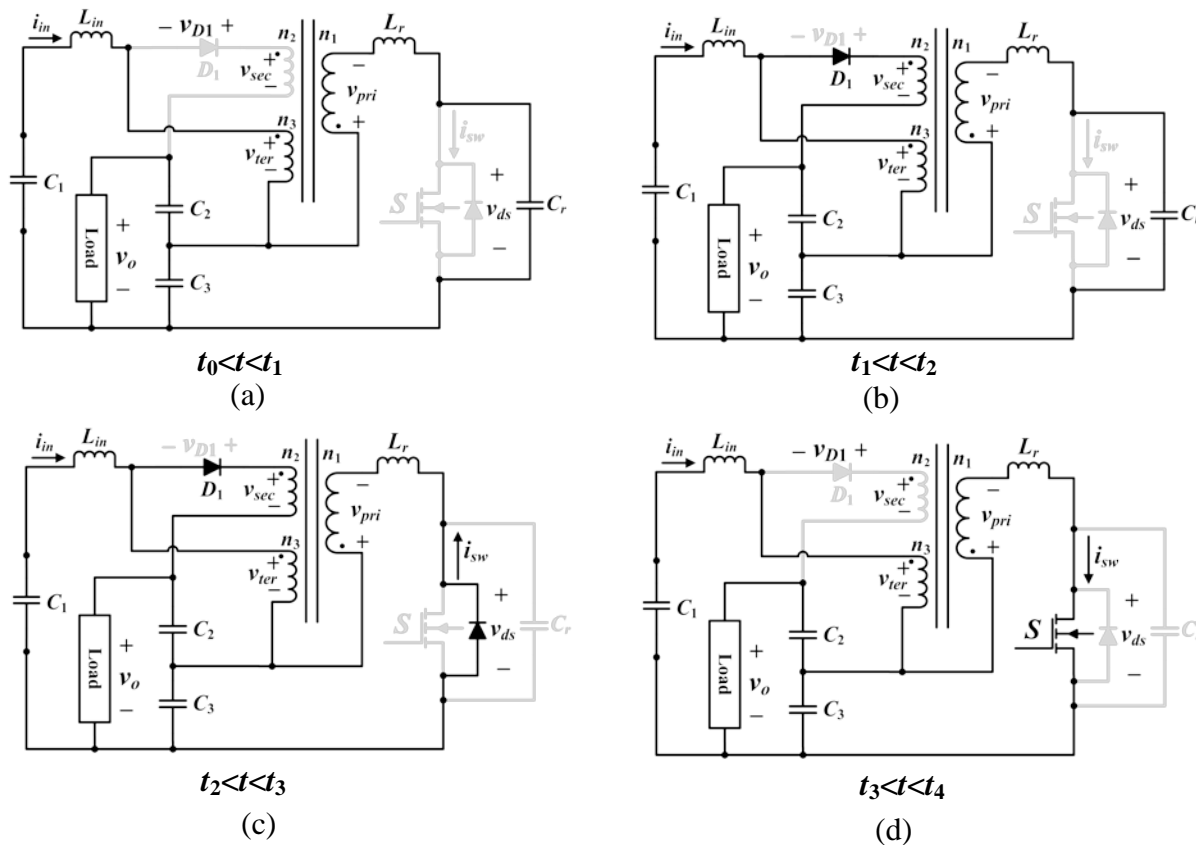 i_in L_in − v_D1 + n_2 n_1 L_r
D_1 v_sec + −
v_pri − +
n_3
v_ter + −
i_sw
C_1 Load + v_o − C_2 C_3
S + v_ds − C_r
t_0<t<t_1
(a)
i_in L_in − v_D1 + n_2 n_1 L_r
D_1 v_sec + −
v_pri − +
n_3
v_ter + −
i_sw
C_1 Load + v_o − C_2 C_3
S + v_ds −
t_1<t<t_2
(b)
i_in L_in − v_D1 + n_2 n_1 L_r
D_1 v_sec + −
v_pri − +
n_3
v_ter + −
i_sw
C_1 Load + v_o − C_2 C_3
S + v_ds − C_r
t_2<t<t_3
(c)
i_in L_in − v_D1 + n_2 n_1 L_r
D_1 v_sec + −
v_pri − +
n_3
v_ter + −
i_sw
C_1 Load + v_o − C_2 C_3
S + v_ds − C
t_3<t<t_4
(d)